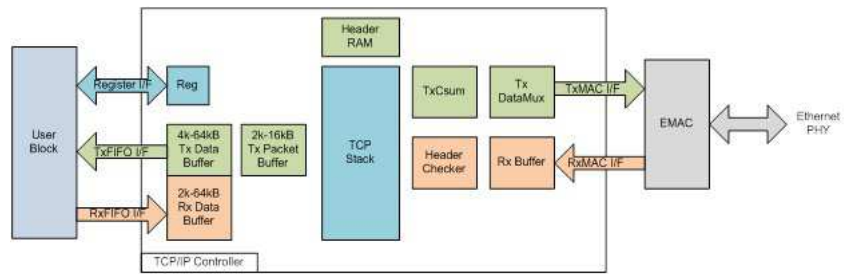 Header
RAM
Register I/F
Reg
TxCsum
Tx
DataMux
TxMAC I/F
User
Block
TxFIFO I/F
4k-64kB
Tx Data
Buffer
2k-16kB
Tx Packet
Buffer
TCP
Stack
EMAC
Ethernet
PHY
Header
Checker
Rx Buffer
RxMAC I/F
RxFIFO I/F
2k-64kB
Rx Data
Buffer
TCP/IP Controller